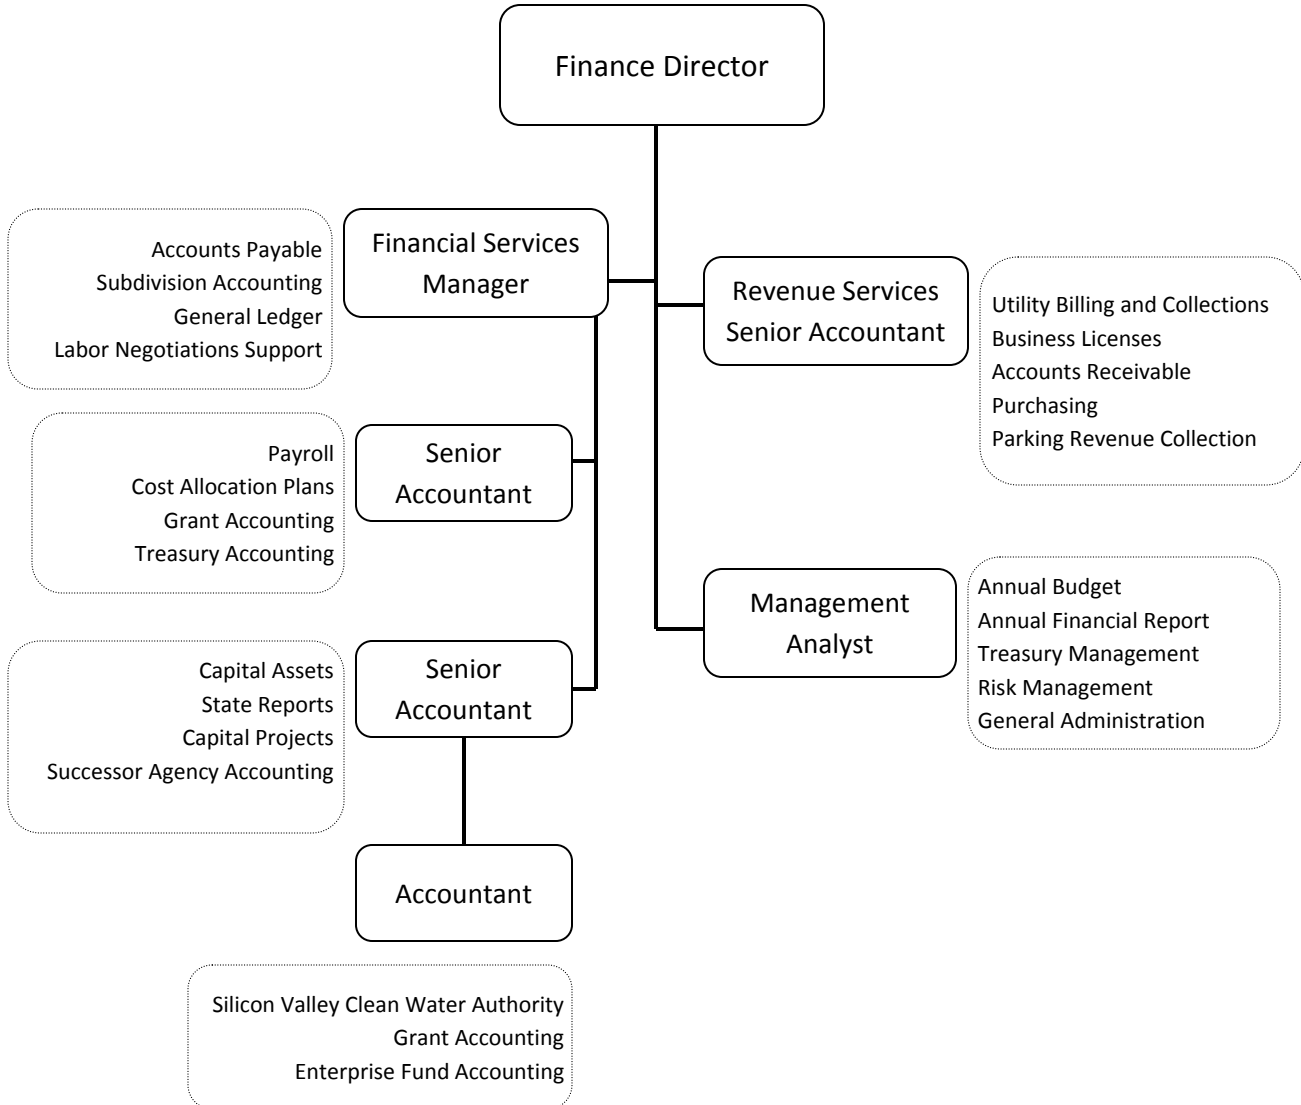 Finance Director
Accounts Payable
Subdivision Accounting
General Ledger
Labor Negotiations Support
Financial Services
Manager
Revenue Services
Senior Accountant
Utility Billing and Collections
Business Licenses
Accounts Receivable
Purchasing
Parking Revenue Collection
Payroll
Cost Allocation Plans
Grant Accounting
Treasury Accounting
Senior
Accountant
Management
Analyst
Annual Budget
Annual Financial Report
Treasury Management
Risk Management
General Administration
Capital Assets
State Reports
Capital Projects
Successor Agency Accounting
Senior
Accountant
Accountant
Silicon Valley Clean Water Authority
Grant Accounting
Enterprise Fund Accounting